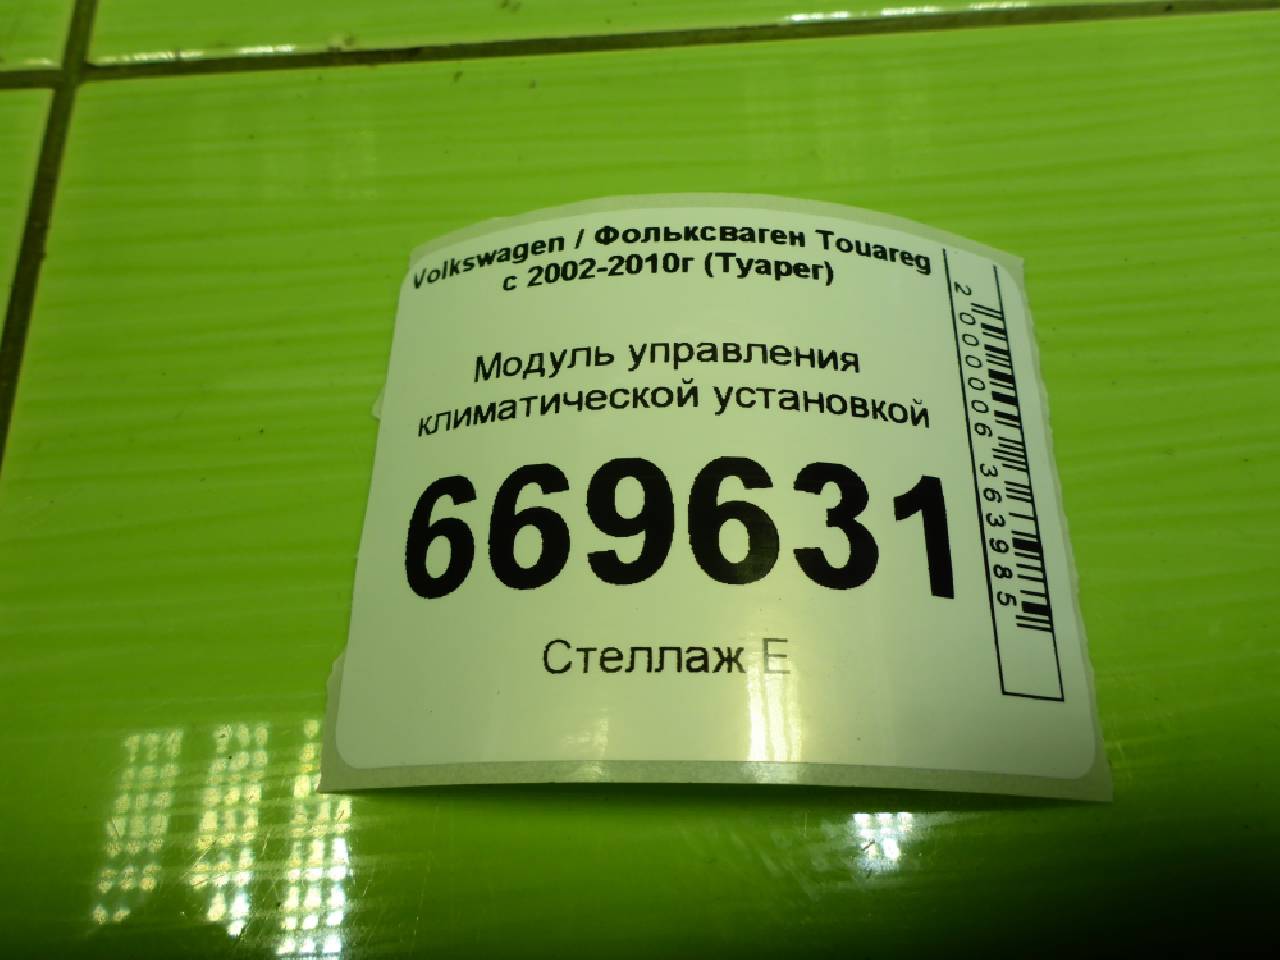 Volkswagen / Фольксваген Touareg
с 2002-2010г (Туарег)
Модуль управления
климатической установкой
669631
Стеллаж Е
2000006363985